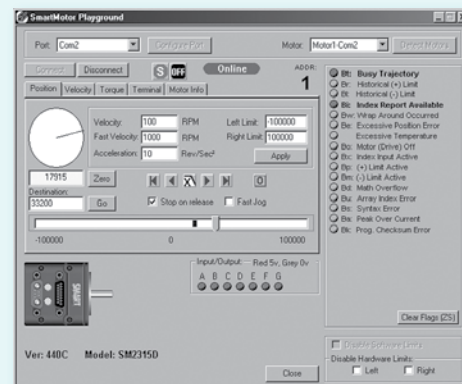 SmartMotor Playground
Port: Com2 Configure Port Motor: Motor1-Com2 Detect Motors
Connect Disconnect S OFF Online ADDR: 1
Position Velocity Torque Terminal Motor Info
Velocity: 100 RPM Left Limit: -100000
Fast Velocity: 1000 RPM Right Limit: 100000
Acceleration: 10 Rev/Sec² Apply
17915 Zero
Destination:
33200 Go Stop on release Fast Jog
-100000 0 100000
Bt: Busy Trajectory
Br: Historical (+) Limit
Bl: Historical (-) Limit
Bi: Index Report Available
Bw: Wrap Around Occurred
Be: Excessive Position Error
Excessive Temperature
Bo: Motor (Drive) Off
Bx: Index Input Active
Bp: (+) Limit Active
Bm: (-) Limit Active
Bd: Math Overflow
Bu: Array Index Error
Bs: Syntax Error
Ba: Peak Over Current
Bk: Prog. Checksum Error
Clear Flags (ZS)
Input/Output: Red 5v, Grey 0v
A B C D E F G
SMART
Ver: 440C Model: SM2315D
Disable Software Limits
Disable Hardware Limits:
Left Right
Close